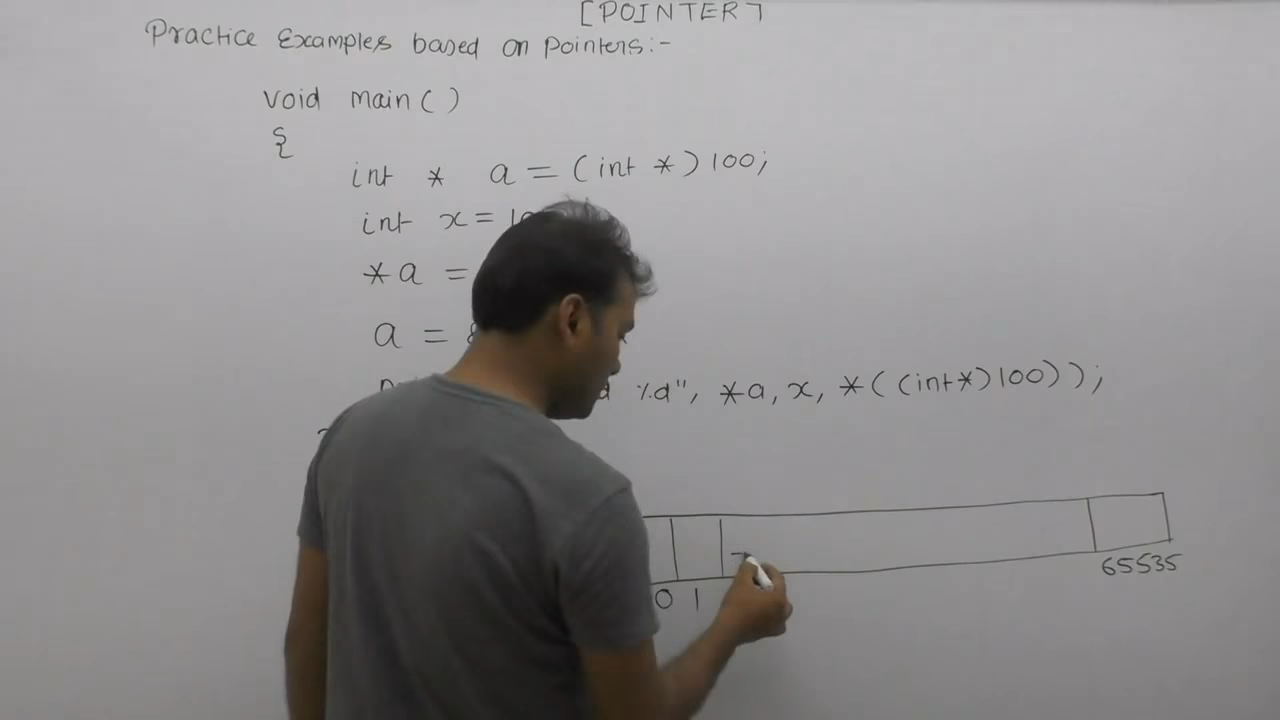 [POINTER]
Practice Examples based on pointers:-
void main( )
{
int * a = (int *) 100;
int x = 10
*a =
a =
%d", *a, x, *((int*)100));
65535
0 1